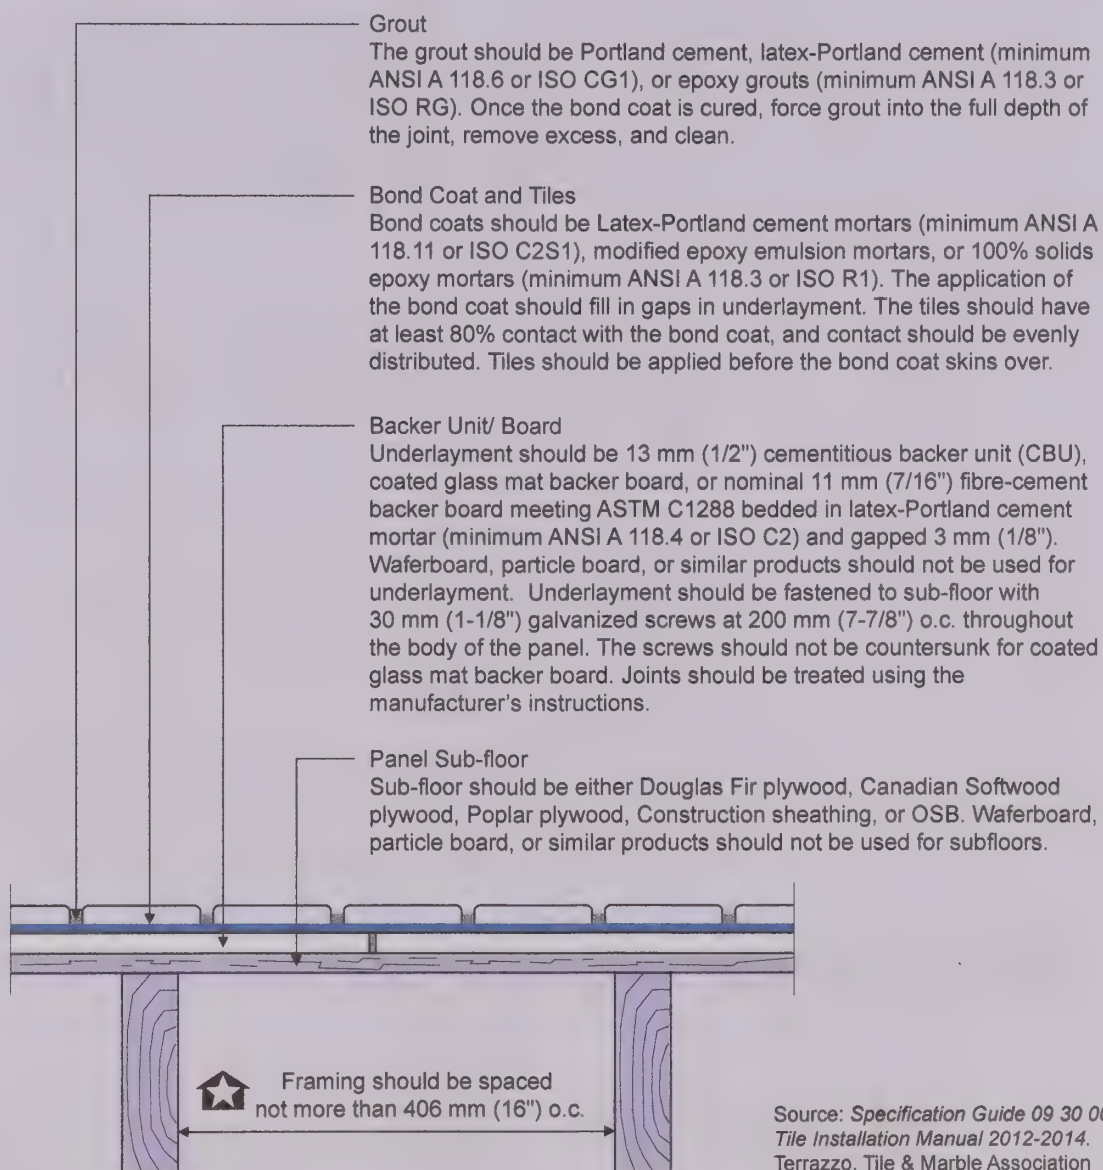 Grout
The grout should be Portland cement, latex-Portland cement (minimum
ANSI A 118.6 or ISO CG1), or epoxy grouts (minimum ANSI A 118.3 or
ISO RG). Once the bond coat is cured, force grout into the full depth of
the joint, remove excess, and clean.
Bond Coat and Tiles
Bond coats should be Latex-Portland cement mortars (minimum ANSI A
118.11 or ISO C2S1), modified epoxy emulsion mortars, or 100% solids
epoxy mortars (minimum ANSI A 118.3 or ISO R1). The application of
the bond coat should fill in gaps in underlayment. The tiles should have
at least 80% contact with the bond coat, and contact should be evenly
distributed. Tiles should be applied before the bond coat skins over.
Backer Unit/ Board
Underlayment should be 13 mm (1/2") cementitious backer unit (CBU),
coated glass mat backer board, or nominal 11 mm (7/16") fibre-cement
backer board meeting ASTM C1288 bedded in latex-Portland cement
mortar (minimum ANSI A 118.4 or ISO C2) and gapped 3 mm (1/8").
Waferboard, particle board, or similar products should not be used for
underlayment. Underlayment should be fastened to sub-floor with
30 mm (1-1/8") galvanized screws at 200 mm (7-7/8") o.c. throughout
the body of the panel. The screws should not be countersunk for coated
glass mat backer board. Joints should be treated using the
manufacturer's instructions.
Panel Sub-floor
Sub-floor should be either Douglas Fir plywood, Canadian Softwood
plywood, Poplar plywood, Construction sheathing, or OSB. Waferboard,
particle board, or similar products should not be used for subfloors.
Framing should be spaced
not more than 406 mm (16") o.c.
Source: Specification Guide 09 30 00
Tile Installation Manual 2012-2014.
Terrazzo, Tile & Marble Association